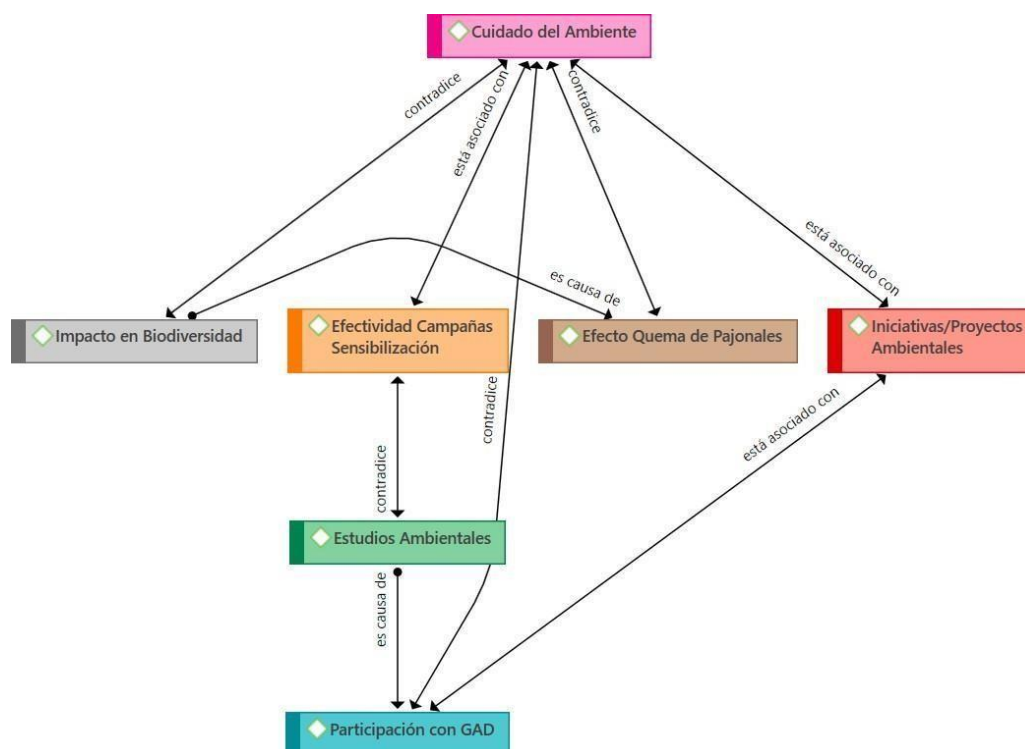 Cuidado del Ambiente
contradice
está asociado con
contradice
está asociado con
es causa de
Impacto en Biodiversidad
Efectividad Campañas
Sensibilización
Efecto Quema de Pajonales
Iniciativas/Proyectos
Ambientales
contradice
está asociado con
contradice
Estudios Ambientales
es causa de
Participación con GAD